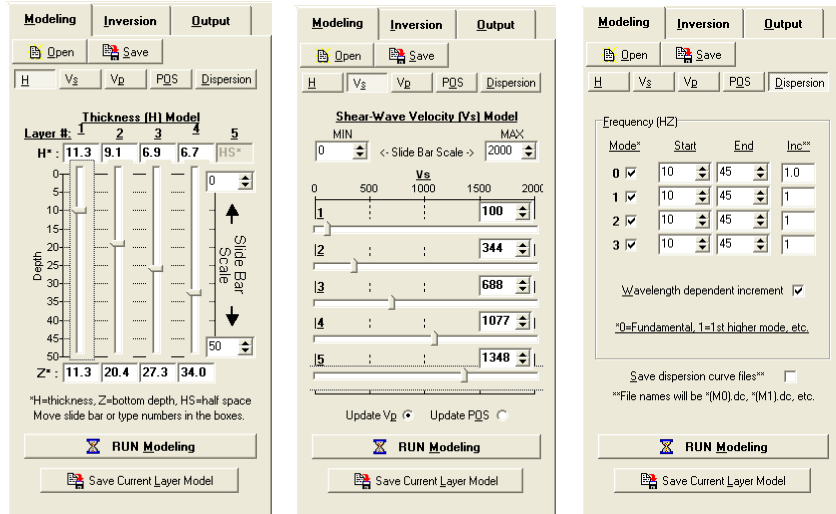 Modeling Inversion Output
Open Save
H Vs Vp POS Dispersion
Thickness (H) Model
Layer #: 1 2 3 4 5
H* : 11.3 9.1 6.9 6.7 HS*
0
5
10
15
20
25
30
35
40
45
50
Depth
0
Slide Bar
Scale
50
Z* : 11.3 20.4 27.3 34.0
*H=thickness, Z=bottom depth, HS=half space
Move slide bar or type numbers in the boxes.
RUN Modeling
Save Current Layer Model
Modeling Inversion Output
Open Save
H Vs Vp POS Dispersion
Shear-Wave Velocity (Vs) Model
MIN MAX
0 <- Slide Bar Scale -> 2000
Vs
0 500 1000 1500 2000
1 100
2 344
3 688
4 1077
5 1348
Update Vp Update POS
RUN Modeling
Save Current Layer Model
Modeling Inversion Output
Open Save
H Vs Vp POS Dispersion
Frequency (HZ)
Mode* Start End Inc**
0 10 45 1.0
1 10 45 1
2 10 45 1
3 10 45 1
Wavelength dependent increment
*0=Fundamental, 1=1st higher mode, etc.
Save dispersion curve files**
**File names will be *(M0).dc, *(M1).dc, etc.
RUN Modeling
Save Current Layer Model